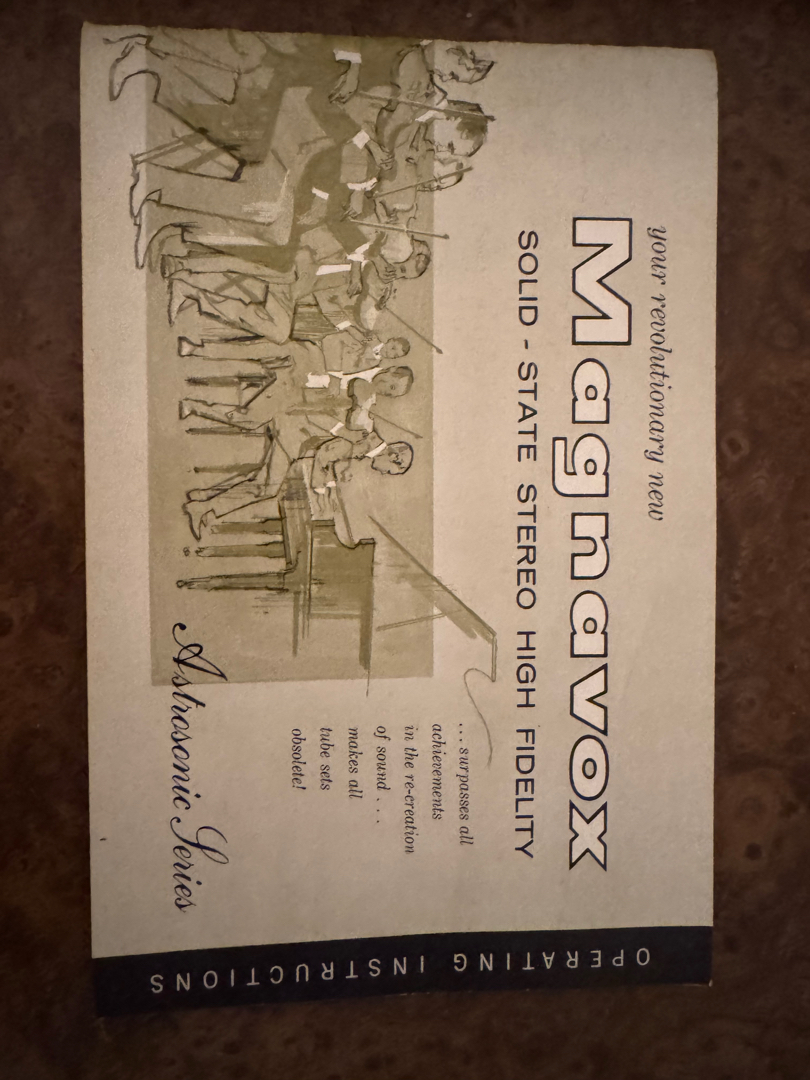 your revolutionary new
Magnavox
SOLID - STATE STEREO HIGH FIDELITY
...surpasses all
achievements
in the re-creation
of sound...
makes all
tube sets
obsolete!
Astrosonic Series
OPERATING INSTRUCTIONS